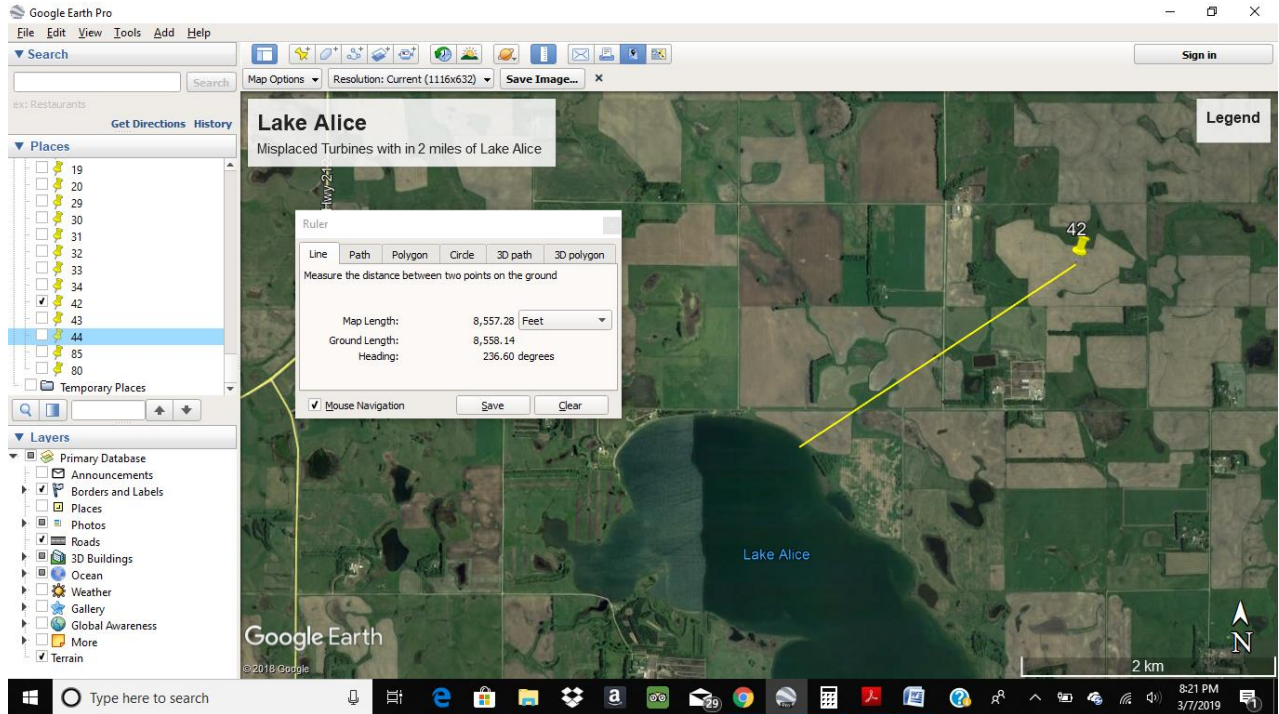 Google Earth Pro
File Edit View Tools Add Help
Search
Search
ex: Restaurants
Get Directions History
Places
19
20
29
30
31
32
33
34
42
43
44
85
80
Temporary Places
Layers
Primary Database
Announcements
Borders and Labels
Places
Photos
Roads
3D Buildings
Ocean
Weather
Gallery
Global Awareness
More
Terrain
Sign in
Map Options Resolution: Current (1116x632) Save Image...
Lake Alice
Misplaced Turbines with in 2 miles of Lake Alice
Legend
Hwy-21
Ruler
Line Path Polygon Circle 3D path 3D polygon
Measure the distance between two points on the ground
Map Length: 8,557.28 Feet
Ground Length: 8,558.14
Heading: 236.60 degrees
Mouse Navigation Save Clear
42
Lake Alice
Google Earth
© 2018 Google
2 km
N
Type here to search
29
8:21 PM
3/7/2019
1